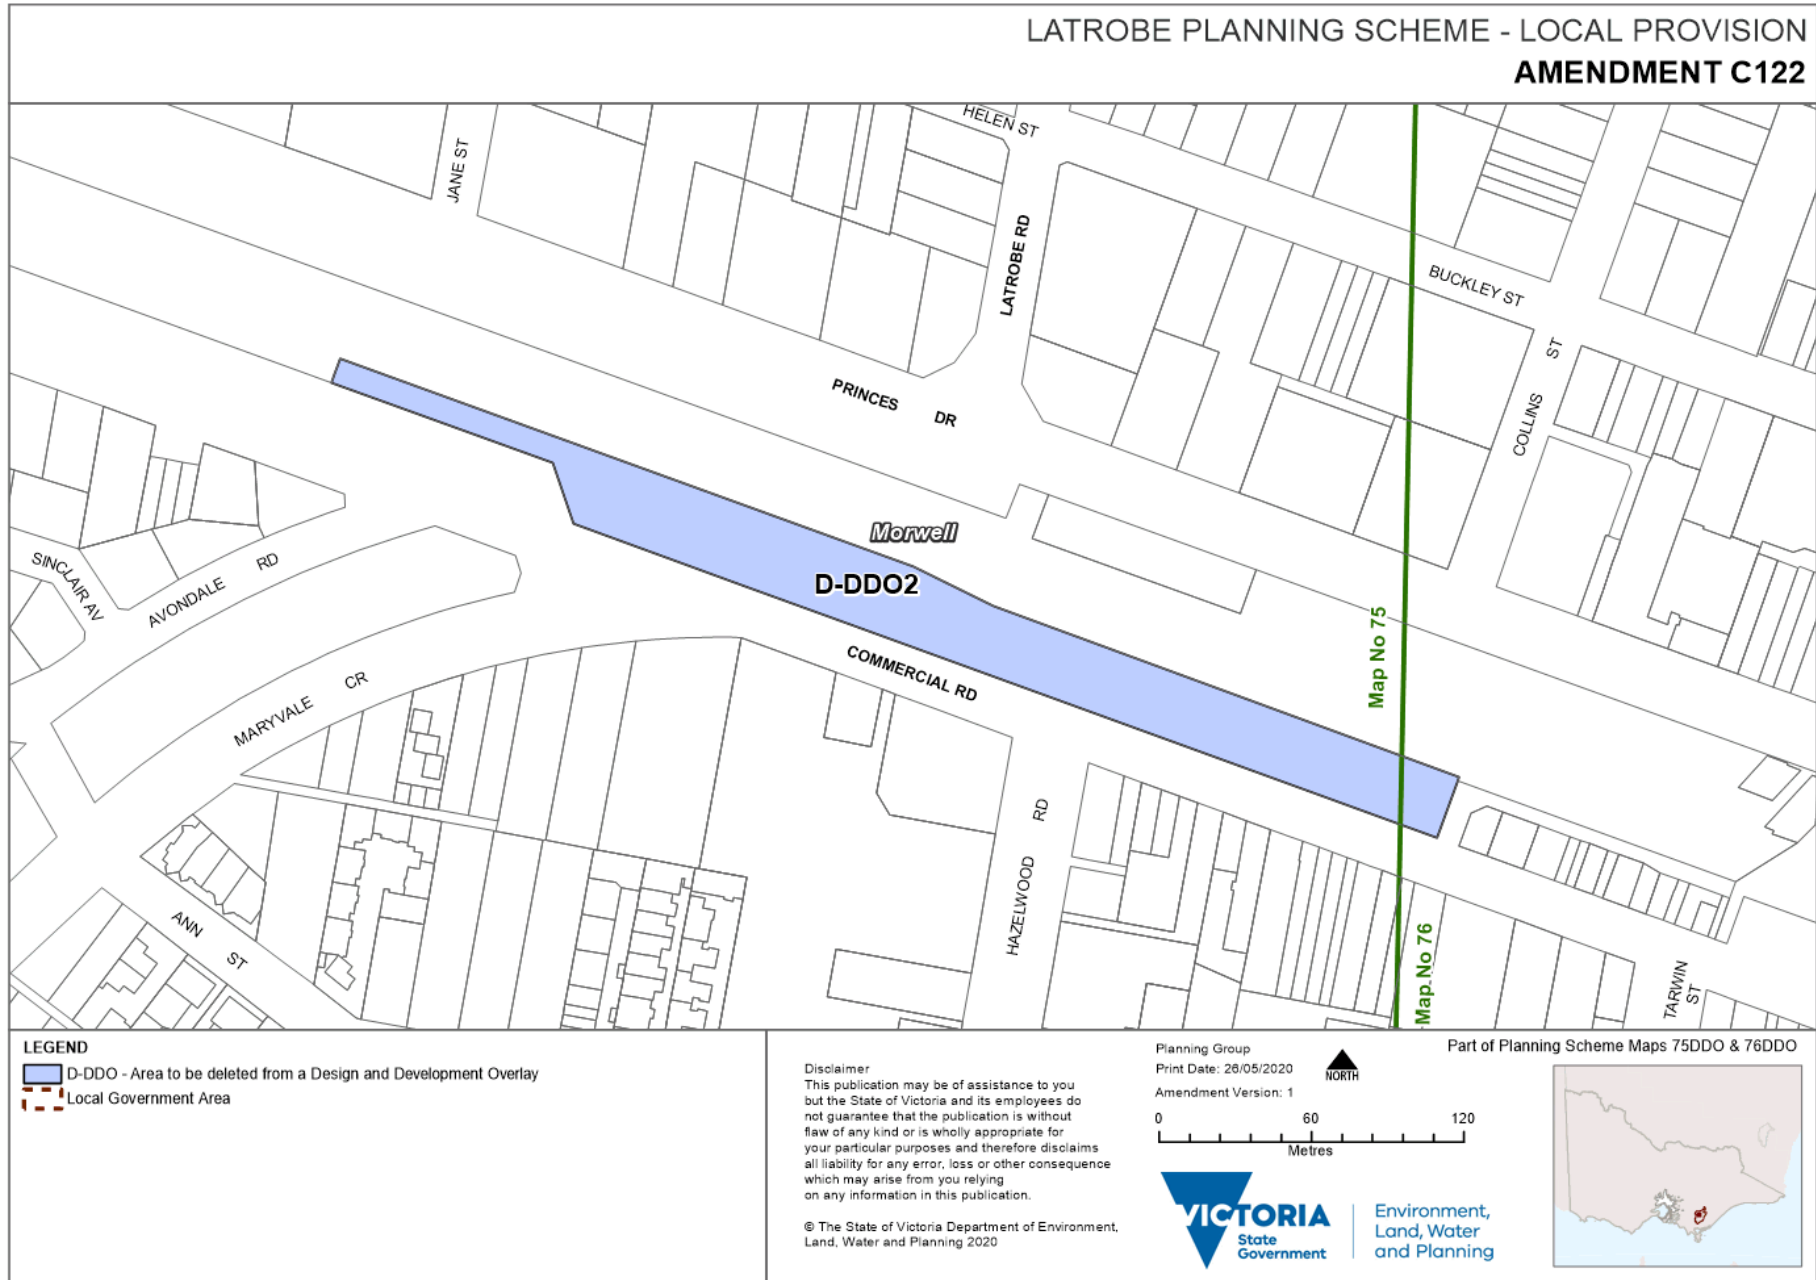 LATROBE PLANNING SCHEME - LOCAL PROVISION
AMENDMENT C122
HELEN ST
JANE ST
LATROBE RD
BUCKLEY ST
COLLINS ST
PRINCES DR
Morwell
D-DDO2
SINCLAIR AV
AVONDALE RD
MARYVALE CR
COMMERCIAL RD
Map No 75
HAZELWOOD RD
ANN ST
Map No 76
TARWIN ST
LEGEND
D-DDO - Area to be deleted from a Design and Development Overlay
Local Government Area
Disclaimer
This publication may be of assistance to you
but the State of Victoria and its employees do
not guarantee that the publication is without
flaw of any kind or is wholly appropriate for
your particular purposes and therefore disclaims
all liability for any error, loss or other consequence
which may arise from you relying
on any information in this publication.
© The State of Victoria Department of Environment,
Land, Water and Planning 2020
Planning Group
Print Date: 26/05/2020
Amendment Version: 1
NORTH
0 60 120
Metres
VICTORIA
State
Government
Environment,
Land, Water
and Planning
Part of Planning Scheme Maps 75DDO & 76DDO